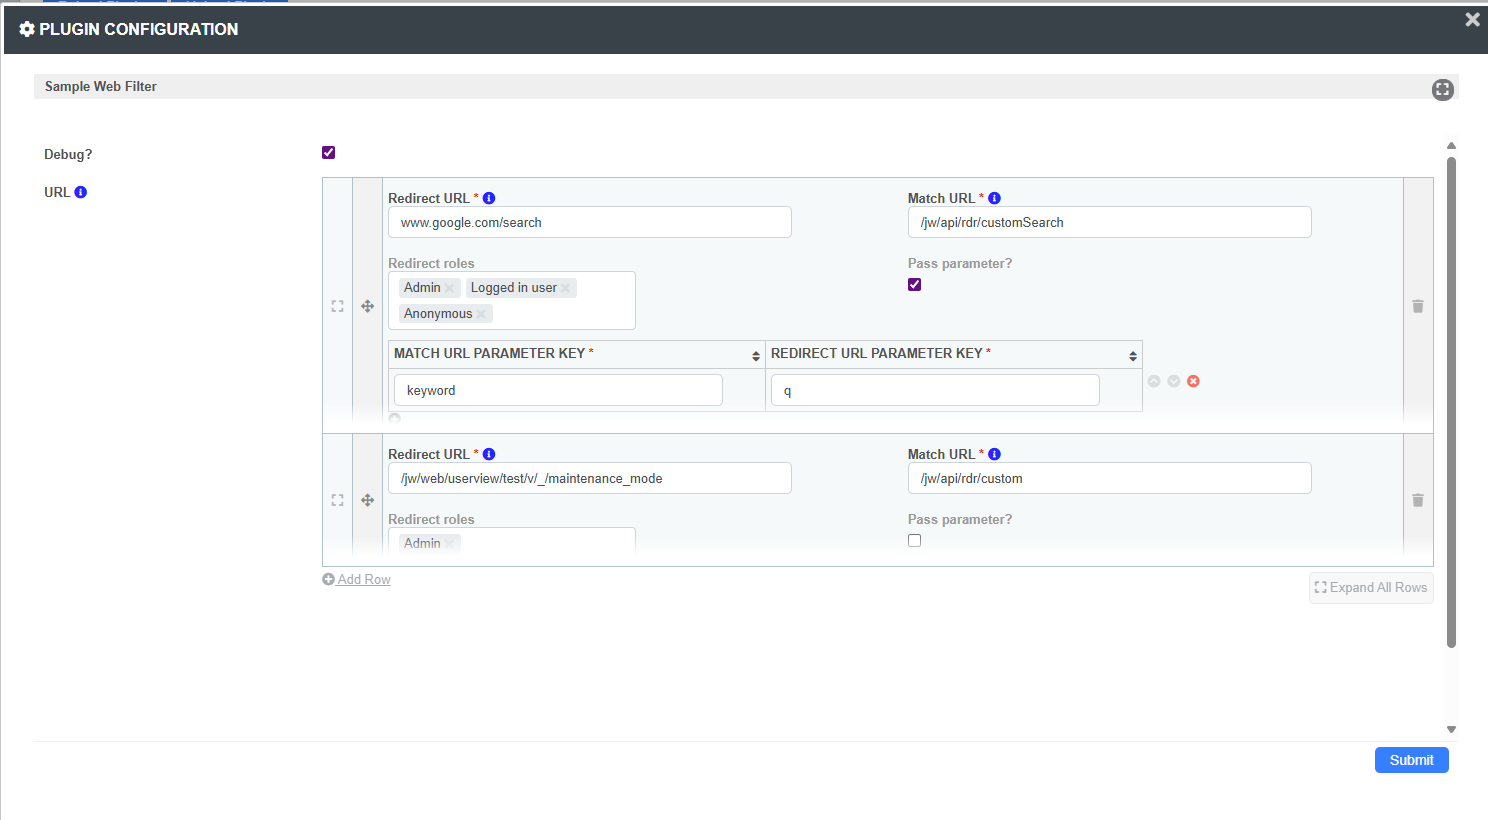 PLUGIN CONFIGURATION
Sample Web Filter
Debug?
URL
Redirect URL *
Match URL *
www.google.com/search
/jw/api/rdr/customSearch
Redirect roles
Pass parameter?
Admin
Logged in user
Anonymous
MATCH URL PARAMETER KEY *
REDIRECT URL PARAMETER KEY *
keyword
q
Redirect URL *
Match URL *
/jw/web/userview/test/v/_/maintenance_mode
/jw/api/rdr/custom
Redirect roles
Pass parameter?
Admin
Add Row
Expand All Rows
Submit